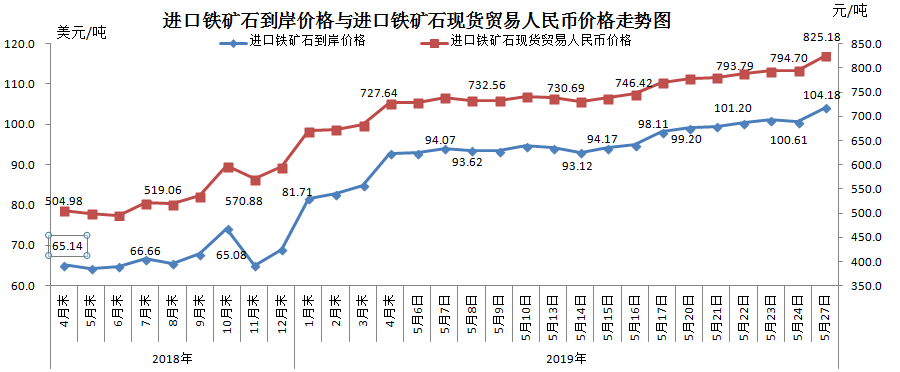 进口铁矿石到岸价格与进口铁矿石现货贸易人民币价格走势图
美元/吨
元/吨
进口铁矿石到岸价格
进口铁矿石现货贸易人民币价格
120.0
110.0
100.0
90.0
80.0
70.0
60.0
850.0
800.0
750.0
700.0
650.0
600.0
550.0
500.0
450.0
400.0
350.0
504.98
519.06
570.88
727.64
732.56
730.69
746.42
793.79
794.70
825.18
65.14
66.66
65.08
81.71
94.07
93.62
93.12
94.17
98.11
99.20
101.20
100.61
104.18
4月末
5月末
6月末
7月末
8月末
9月末
10月末
11月末
12月末
1月末
2月末
3月末
4月末
5月6日
5月7日
5月8日
5月9日
5月10日
5月13日
5月14日
5月15日
5月16日
5月17日
5月20日
5月21日
5月22日
5月23日
5月24日
5月27日
2018年
2019年